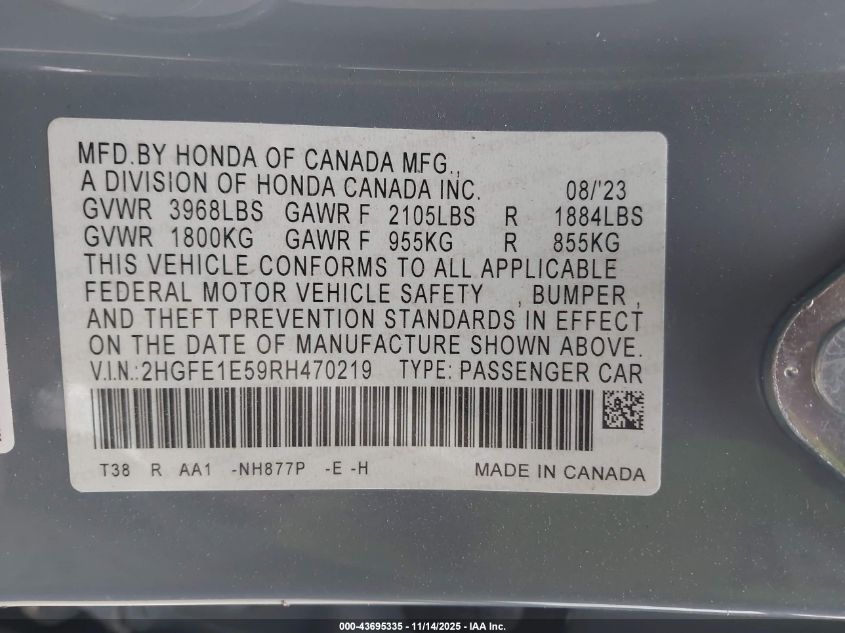 MFD.BY HONDA OF CANADA MFG.,
A DIVISION OF HONDA CANADA INC. 08/'23
GVWR 3968LBS GAWR F 2105LBS R 1884LBS
GVWR 1800KG GAWR F 955KG R 855KG
THIS VEHICLE CONFORMS TO ALL APPLICABLE
FEDERAL MOTOR VEHICLE SAFETY , BUMPER ,
AND THEFT PREVENTION STANDARDS IN EFFECT
ON THE DATE OF MANUFACTURE SHOWN ABOVE.
V.I.N.:2HGFE1E59RH470219 TYPE: PASSENGER CAR
T38 R AA1 -NH877P -E -H MADE IN CANADA
000-43695335 - 11/14/2025 - IAA Inc.